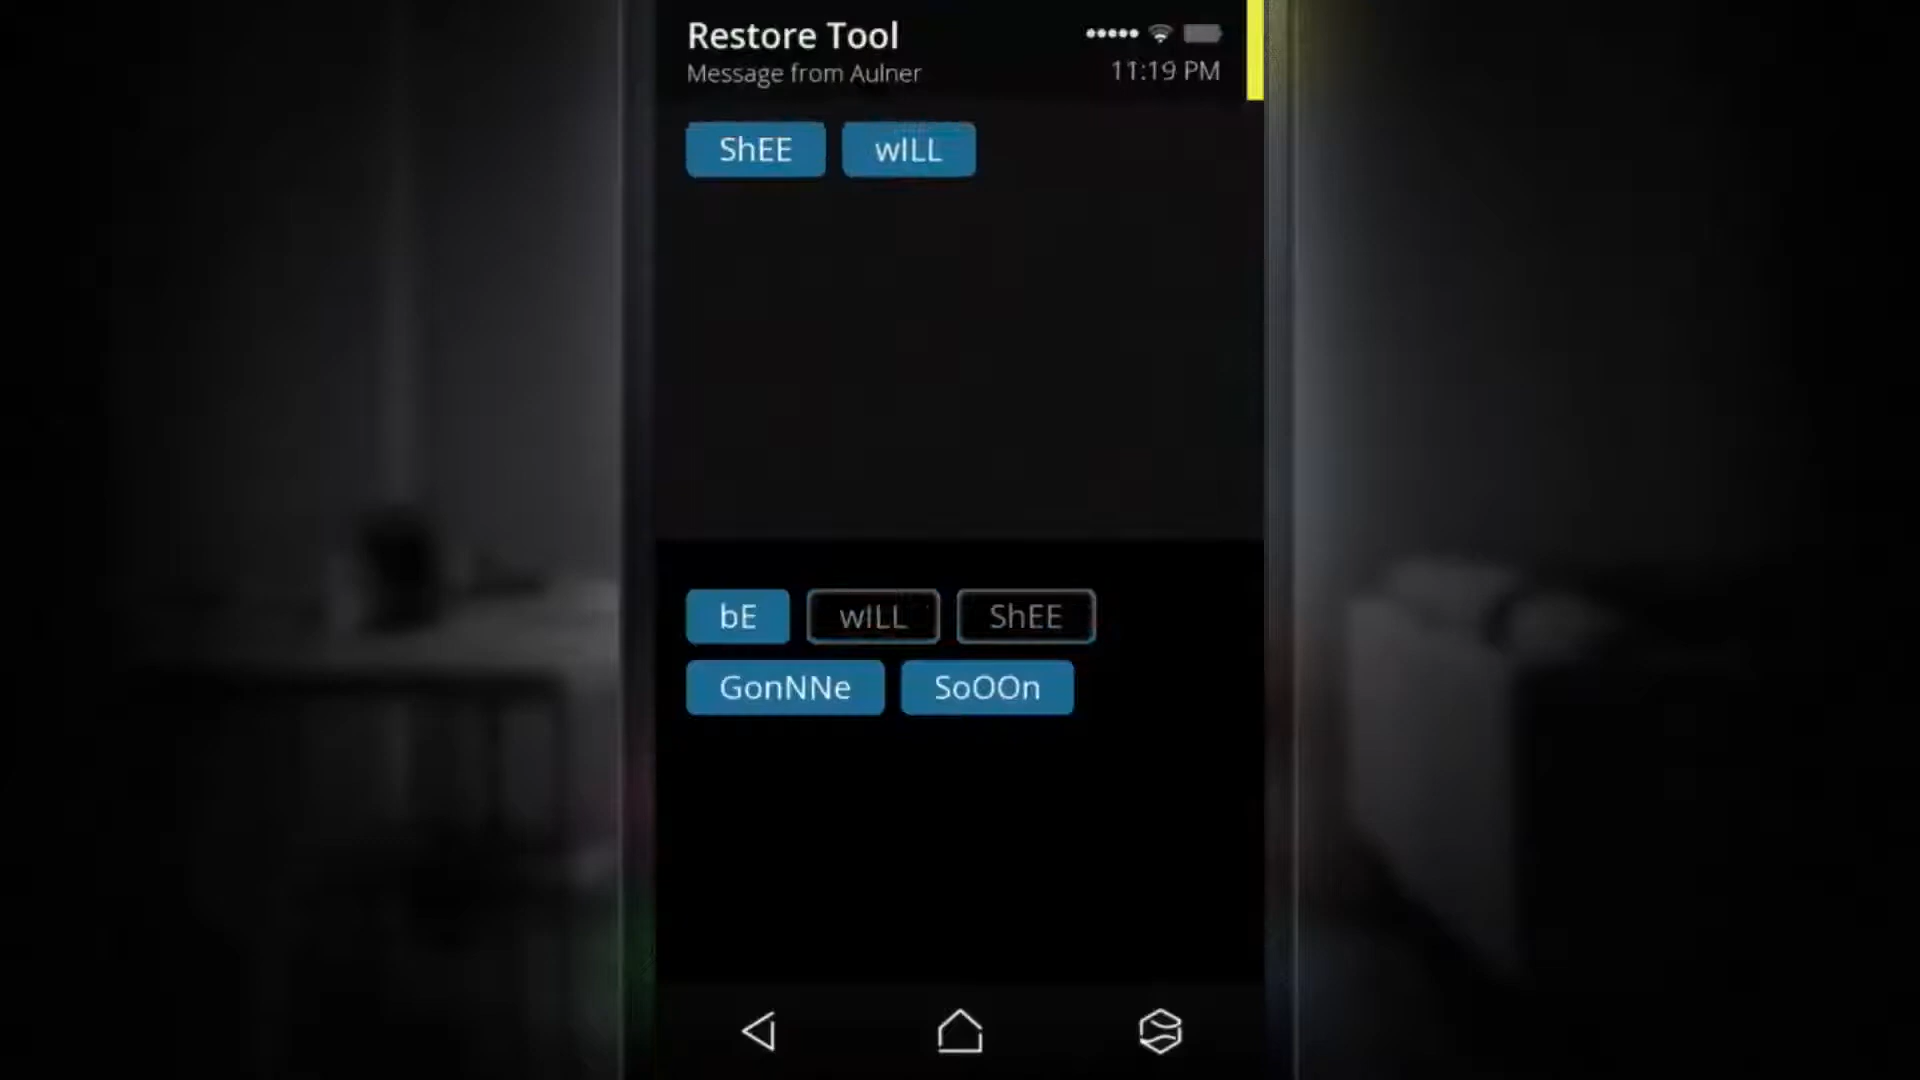 Restore Tool
Message from Aulner
11:19 PM
ShEE wILL
bE wILL ShEE
GonNNe SoOOn